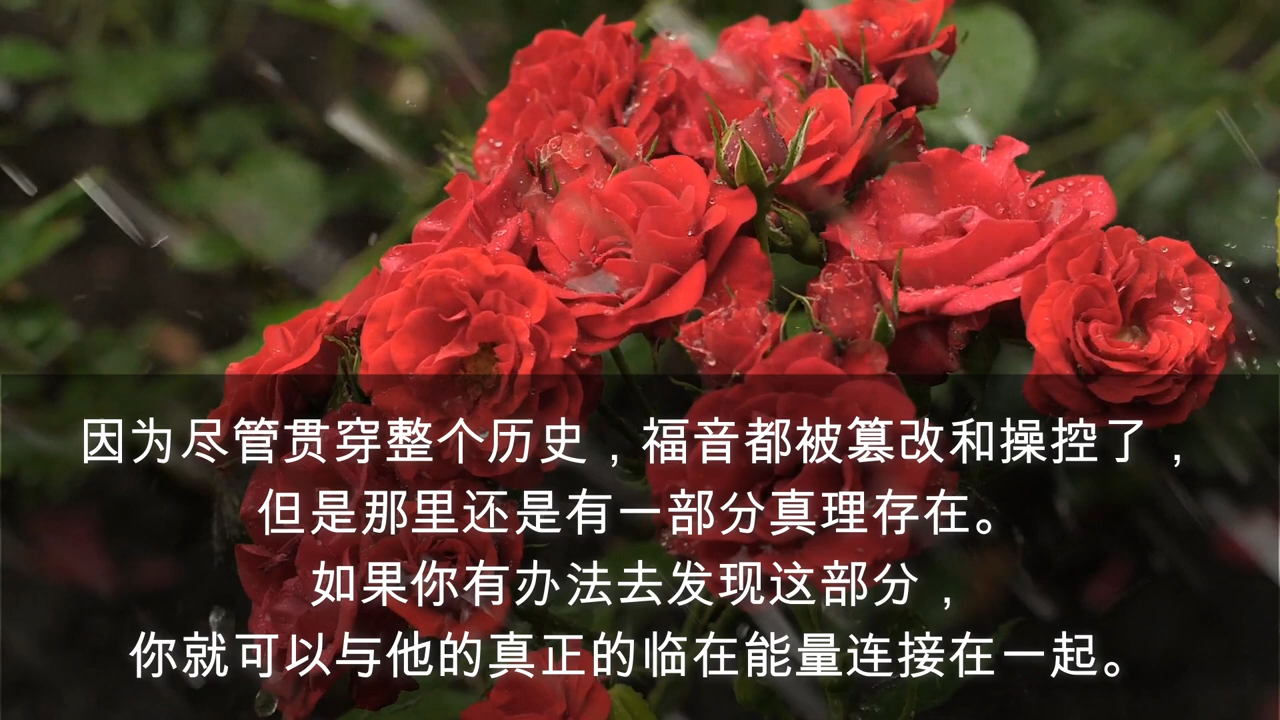 因为尽管贯穿整个历史，福音都被篡改和操控了，
但是那里还是有一部分真理存在。
如果你有办法去发现这部分，
你就可以与他的真正的临在能量连接在一起。